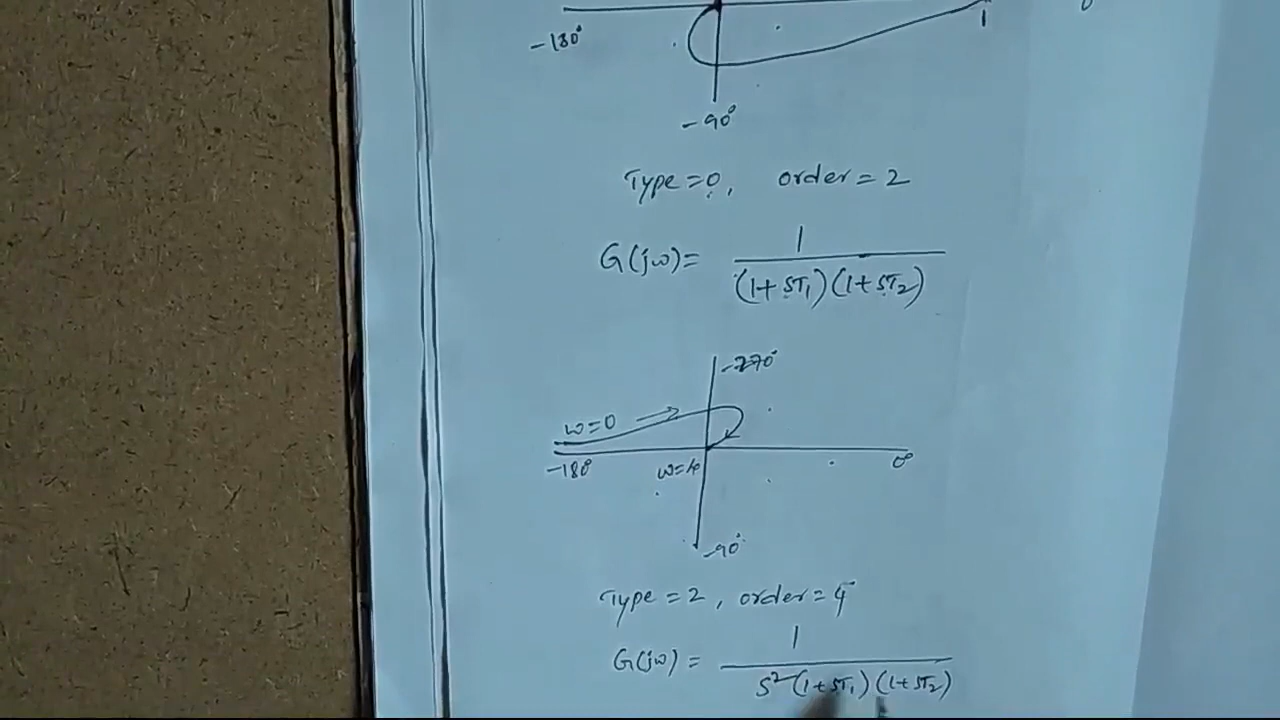 -180° 1 0
-90°
Type = 0, order = 2
G(jω) = 1 / (1+ST₁)(1+ST₂)
-270°
ω=0
-180° ω=∞ 0°
-90°
Type = 2, order = 4
G(jω) = 1 / S²(1+ST₁)(1+ST₂)